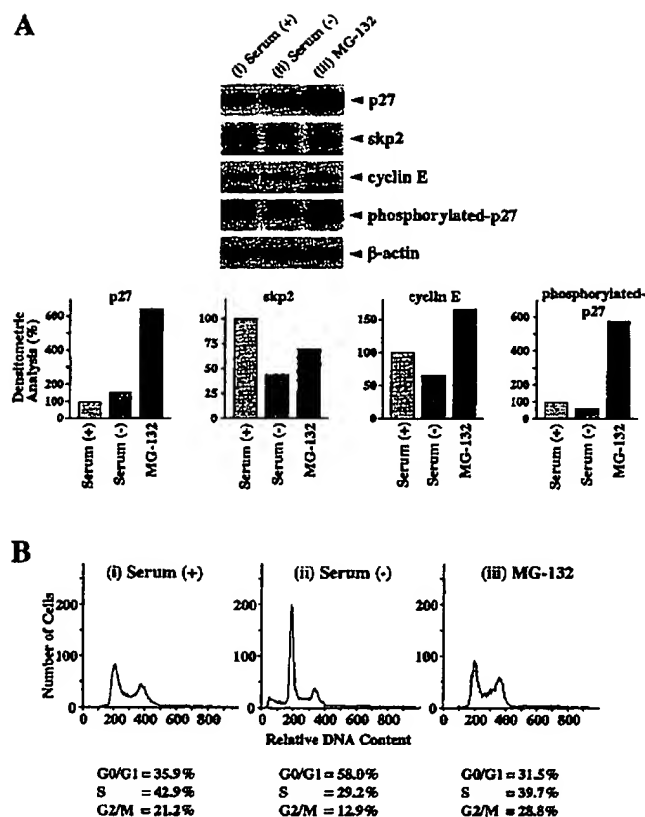 A
(i) Serum (+)
(ii) Serum (-)
(iii) MG-132
p27
skp2
cyclin E
phosphorylated-p27
β-actin
p27
skp2
cyclin E
phosphorylated-
p27
Densitometric
Analysis (%)
600
400
200
100
100
75
50
25
0
150
100
50
0
600
400
200
100
Serum (+)
Serum (-)
MG-132
Serum (+)
Serum (-)
MG-132
Serum (+)
Serum (-)
MG-132
Serum (+)
Serum (-)
MG-132
B
(i) Serum (+)
(ii) Serum (-)
(iii) MG-132
Number of Cells
200
100
0
200
100
0
200
100
0
0 200 400 600 800
0 200 400 600 800
0 200 400 600 800
Relative DNA Content
G0/G1 = 35.9%
S = 42.9%
G2/M = 21.2%
G0/G1 = 58.0%
S = 29.2%
G2/M = 12.9%
G0/G1 = 31.5%
S = 39.7%
G2/M = 28.8%